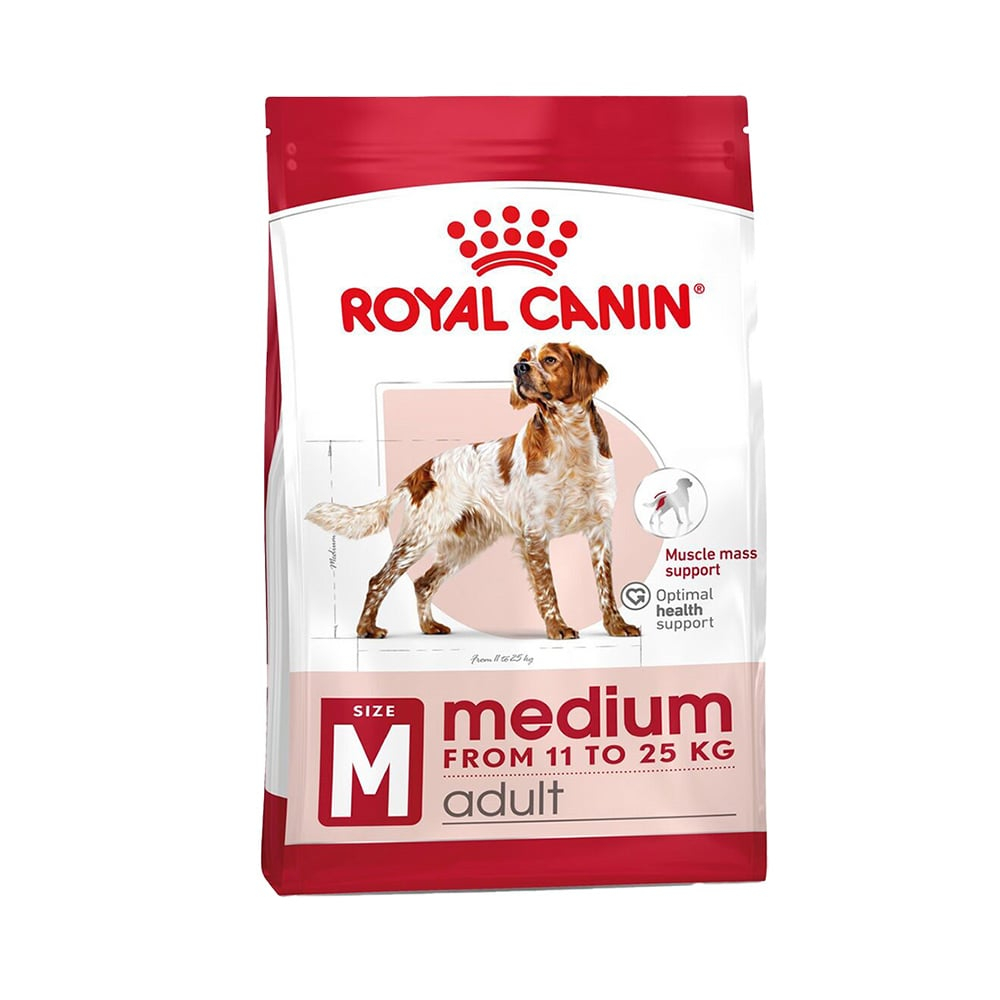 ROYAL CANIN®
Medium
Muscle mass
support
Optimal
health
support
From 11 to 25 kg
SIZE
M
medium
FROM 11 TO 25 KG
adult